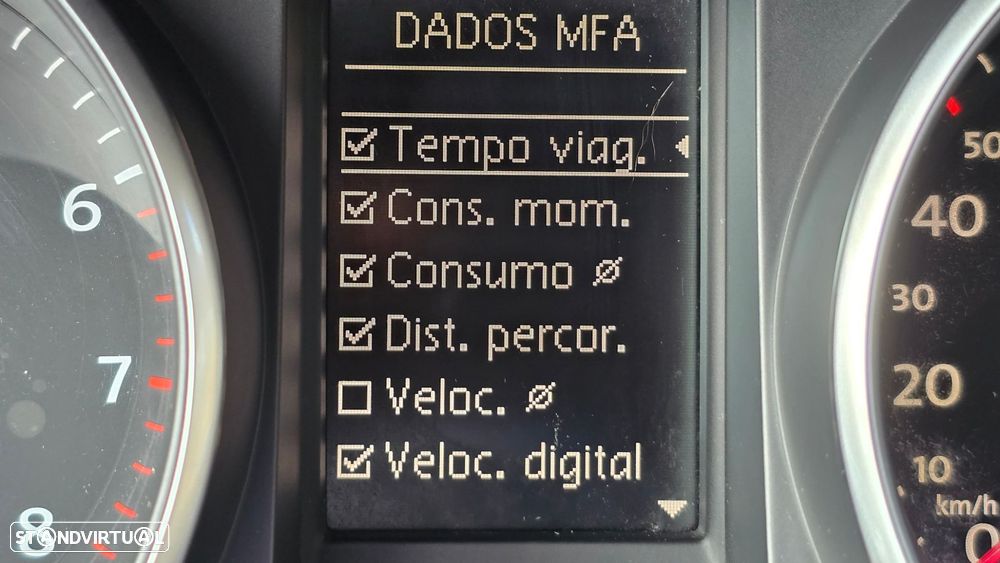 DADOS MFA
Tempo viag.
Cons. mom.
Consumo ø
Dist. percor.
Veloc. ø
Veloc. digital
6
7
8
50
40
30
20
10
km/h
0
STANDVIRTUAL